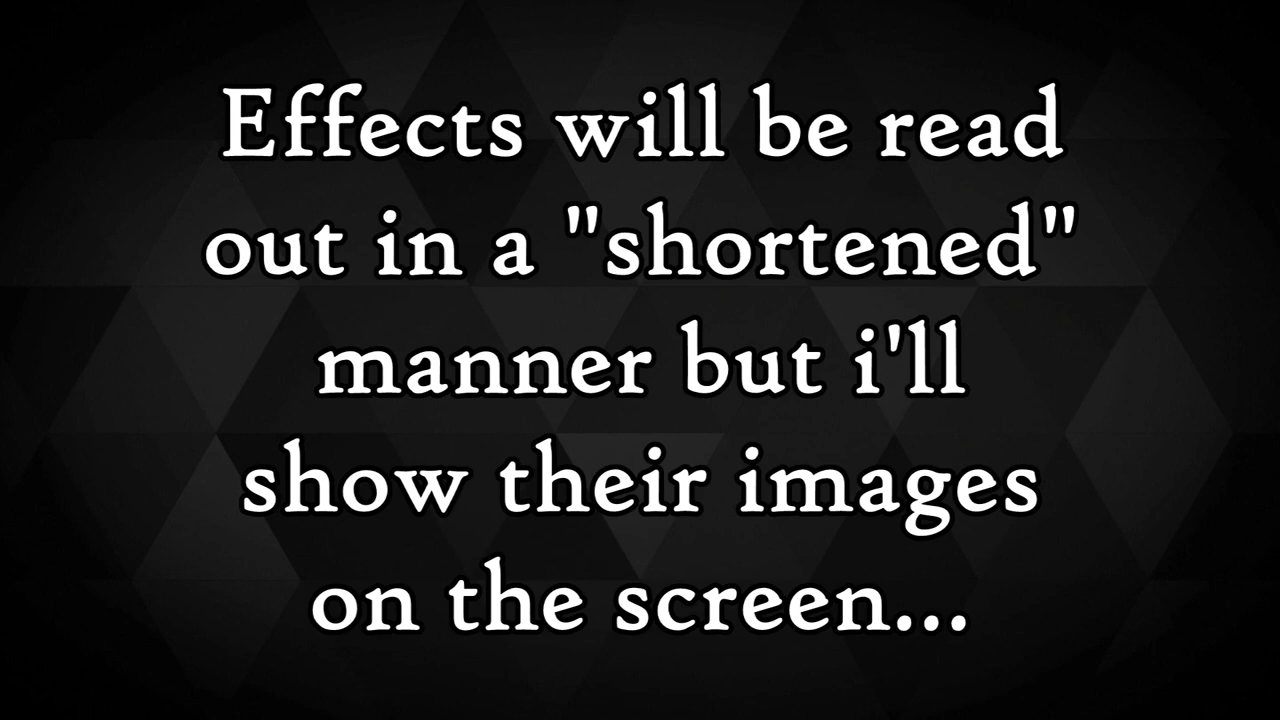 Effects will be read
out in a "shortened"
manner but i'll
show their images
on the screen...